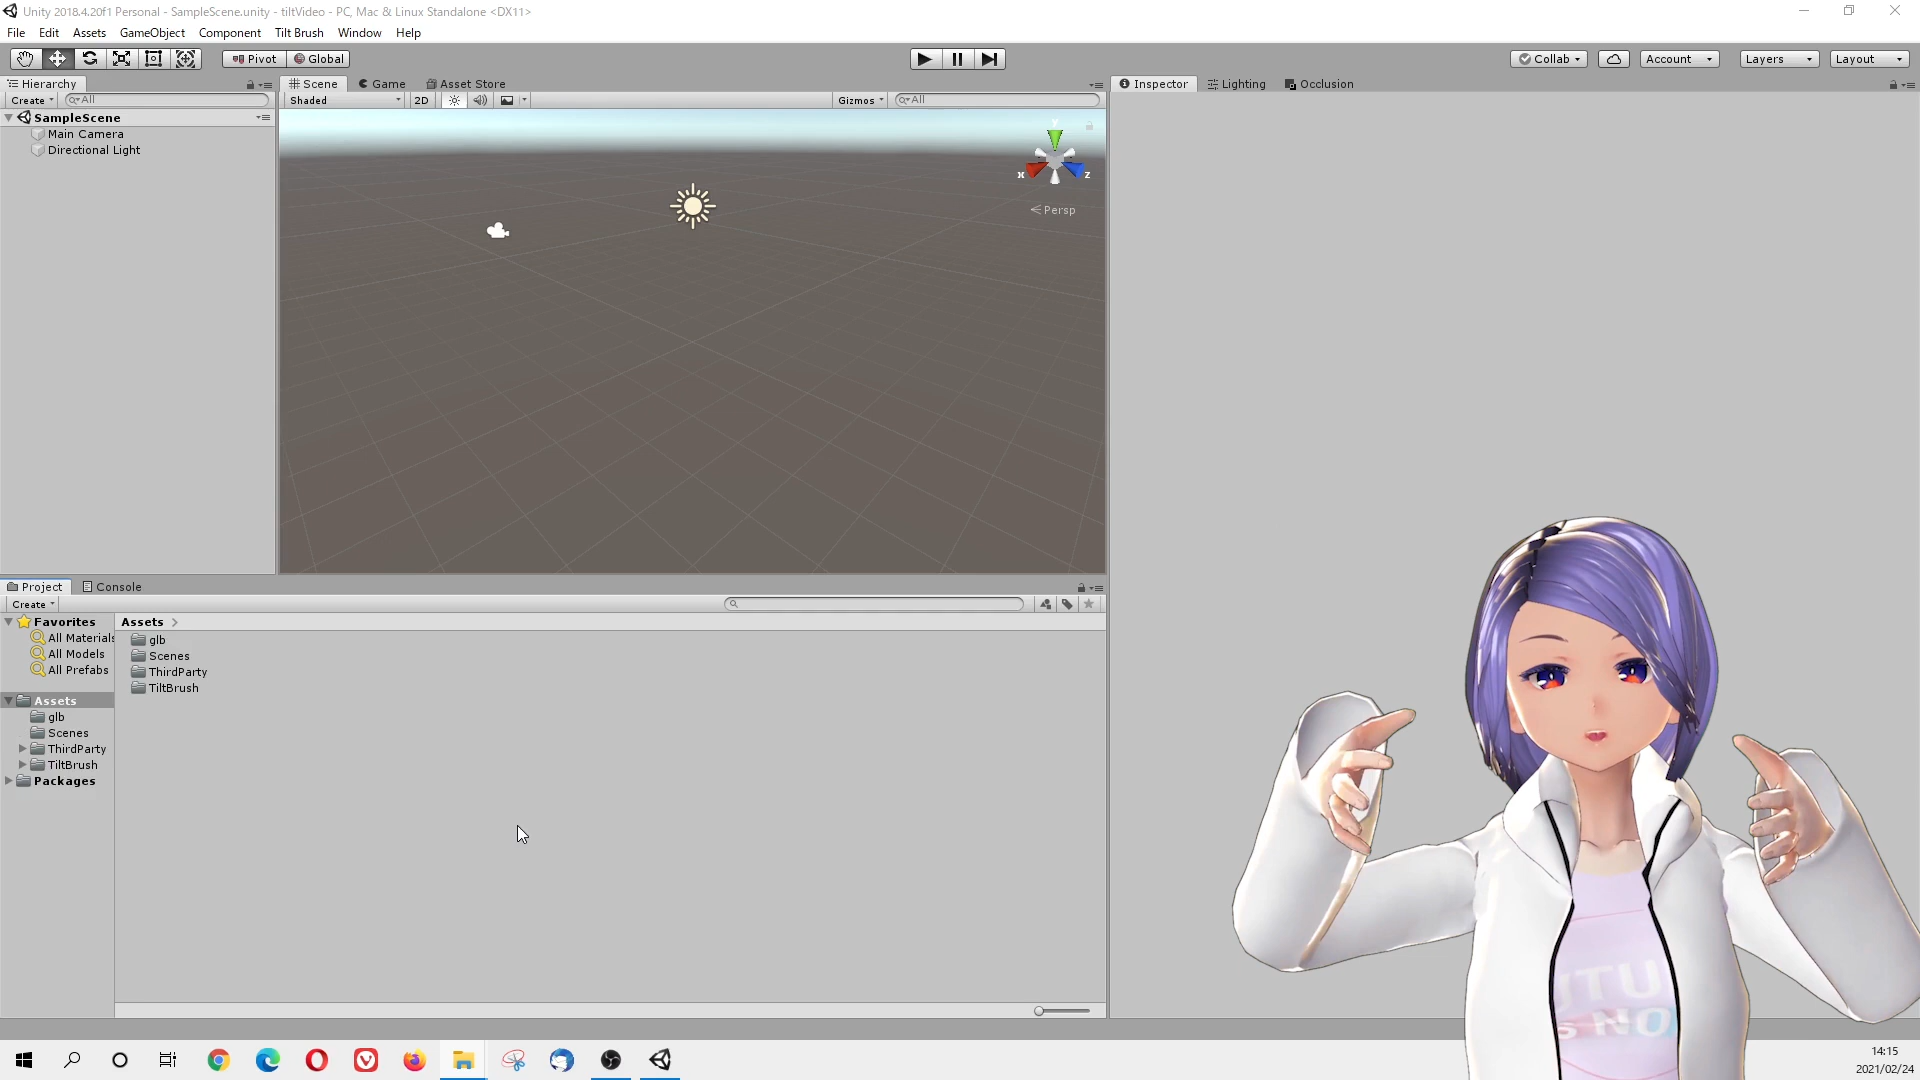 Unity 2018.4.20f1 Personal - SampleScene.unity - tiltVideo - PC, Mac & Linux Standalone <DX11>
File Edit Assets GameObject Component Tilt Brush Window Help
Pivot Global Collab Account Layers Layout
Hierarchy
Create All
SampleScene
Main Camera
Directional Light
Scene Game Asset Store
Shaded 2D Gizmos All
y
x z
Persp
Inspector Lighting Occlusion
Project Console
Create
Favorites
All Materials
All Models
All Prefabs
Assets
glb
Scenes
ThirdParty
TiltBrush
Packages
Assets
glb
Scenes
ThirdParty
TiltBrush
14:15
2021/02/24